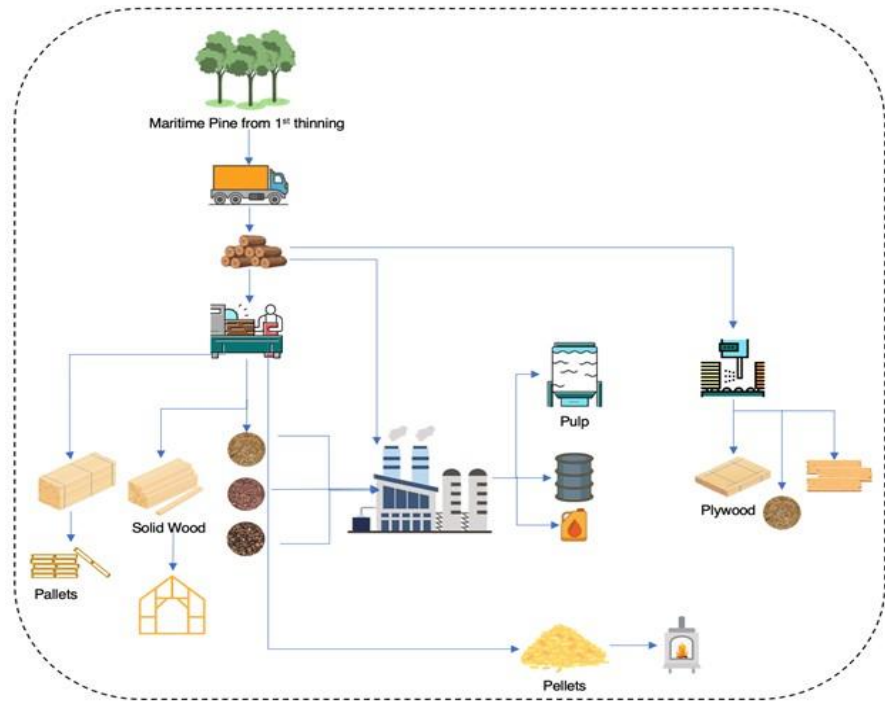 Maritime Pine from 1st thinning
Pulp
Solid Wood
Plywood
Pallets
Pellets